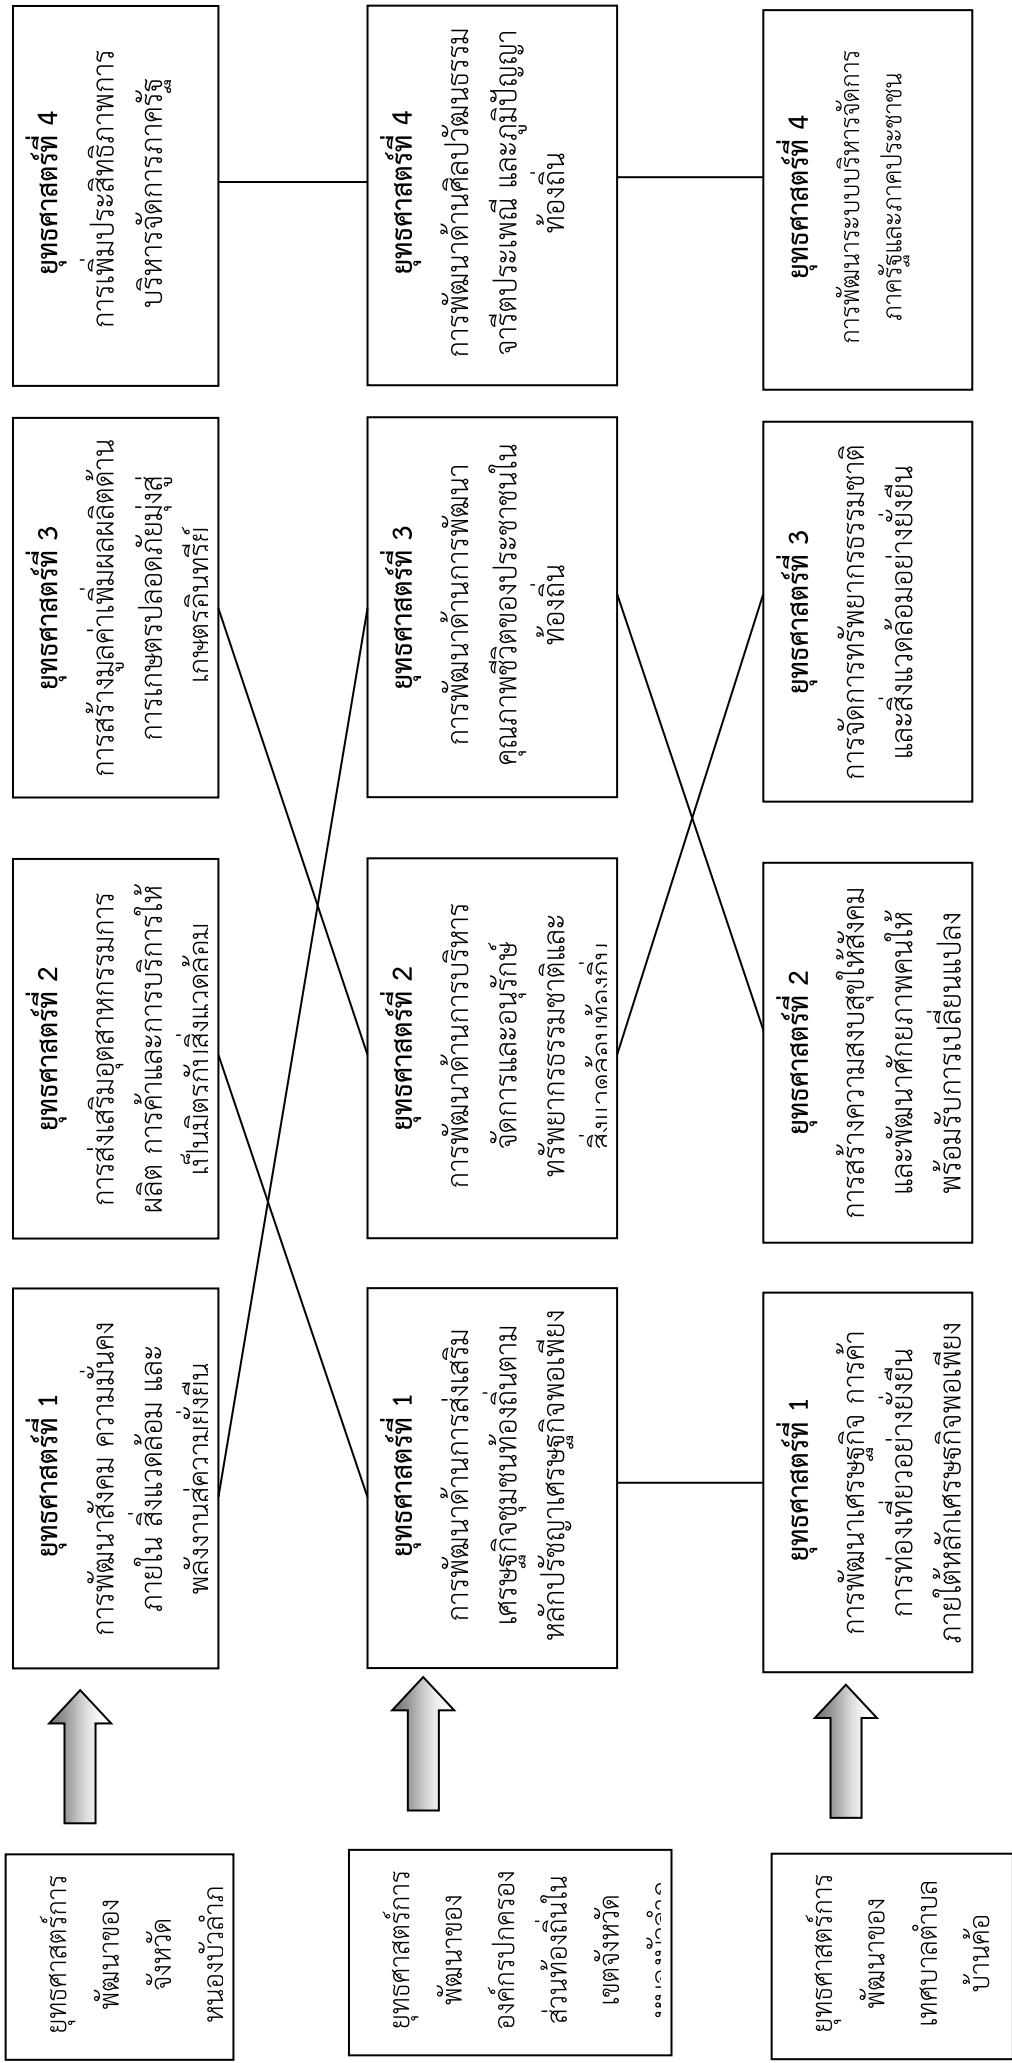 ยุทธศาสตร์การ
พัฒนาของ
จังหวัด
หนองบัวลำภู
ยุทธศาสตร์ที่ 1
การพัฒนาสังคม ความมั่นคง
ภายใน สิ่งแวดล้อม และ
พลังงานสู่ความยั่งยืน
ยุทธศาสตร์ที่ 2
การส่งเสริมอุตสาหกรรมการ
ผลิต การค้าและการบริการให้
เป็นมิตรกับสิ่งแวดล้อม
ยุทธศาสตร์ที่ 3
การสร้างมูลค่าเพิ่มผลผลิตด้าน
การเกษตรปลอดภัยมุ่งสู่
เกษตรอินทรีย์
ยุทธศาสตร์ที่ 4
การเพิ่มประสิทธิภาพการ
บริหารจัดการภาครัฐ
ยุทธศาสตร์การ
พัฒนาของ
องค์กรปกครอง
ส่วนท้องถิ่นใน
เขตจังหวัด
ยุทธศาสตร์ที่ 1
การพัฒนาด้านการส่งเสริม
เศรษฐกิจชุมชนท้องถิ่นตาม
หลักปรัชญาเศรษฐกิจพอเพียง
ยุทธศาสตร์ที่ 2
การพัฒนาด้านการบริหาร
จัดการและอนุรักษ์
ทรัพยากรธรรมชาติและ
สิ่งแวดล้อมท้องถิ่น
ยุทธศาสตร์ที่ 3
การพัฒนาด้านการพัฒนา
คุณภาพชีวิตของประชาชนใน
ท้องถิ่น
ยุทธศาสตร์ที่ 4
การพัฒนาด้านศิลปวัฒนธรรม
จารีตประเพณี และภูมิปัญญา
ท้องถิ่น
ยุทธศาสตร์การ
พัฒนาของ
เทศบาลตำบล
บ้านค้อ
ยุทธศาสตร์ที่ 1
การพัฒนาเศรษฐกิจ การค้า
การท่องเที่ยวอย่างยั่งยืน
ภายใต้หลักเศรษฐกิจพอเพียง
ยุทธศาสตร์ที่ 2
การสร้างความสงบสุขให้สังคม
และพัฒนาศักยภาพคนให้
พร้อมรับการเปลี่ยนแปลง
ยุทธศาสตร์ที่ 3
การจัดการทรัพยากรธรรมชาติ
และสิ่งแวดล้อมอย่างยั่งยืน
ยุทธศาสตร์ที่ 4
การพัฒนาระบบบริหารจัดการ
ภาครัฐและภาคประชาชน